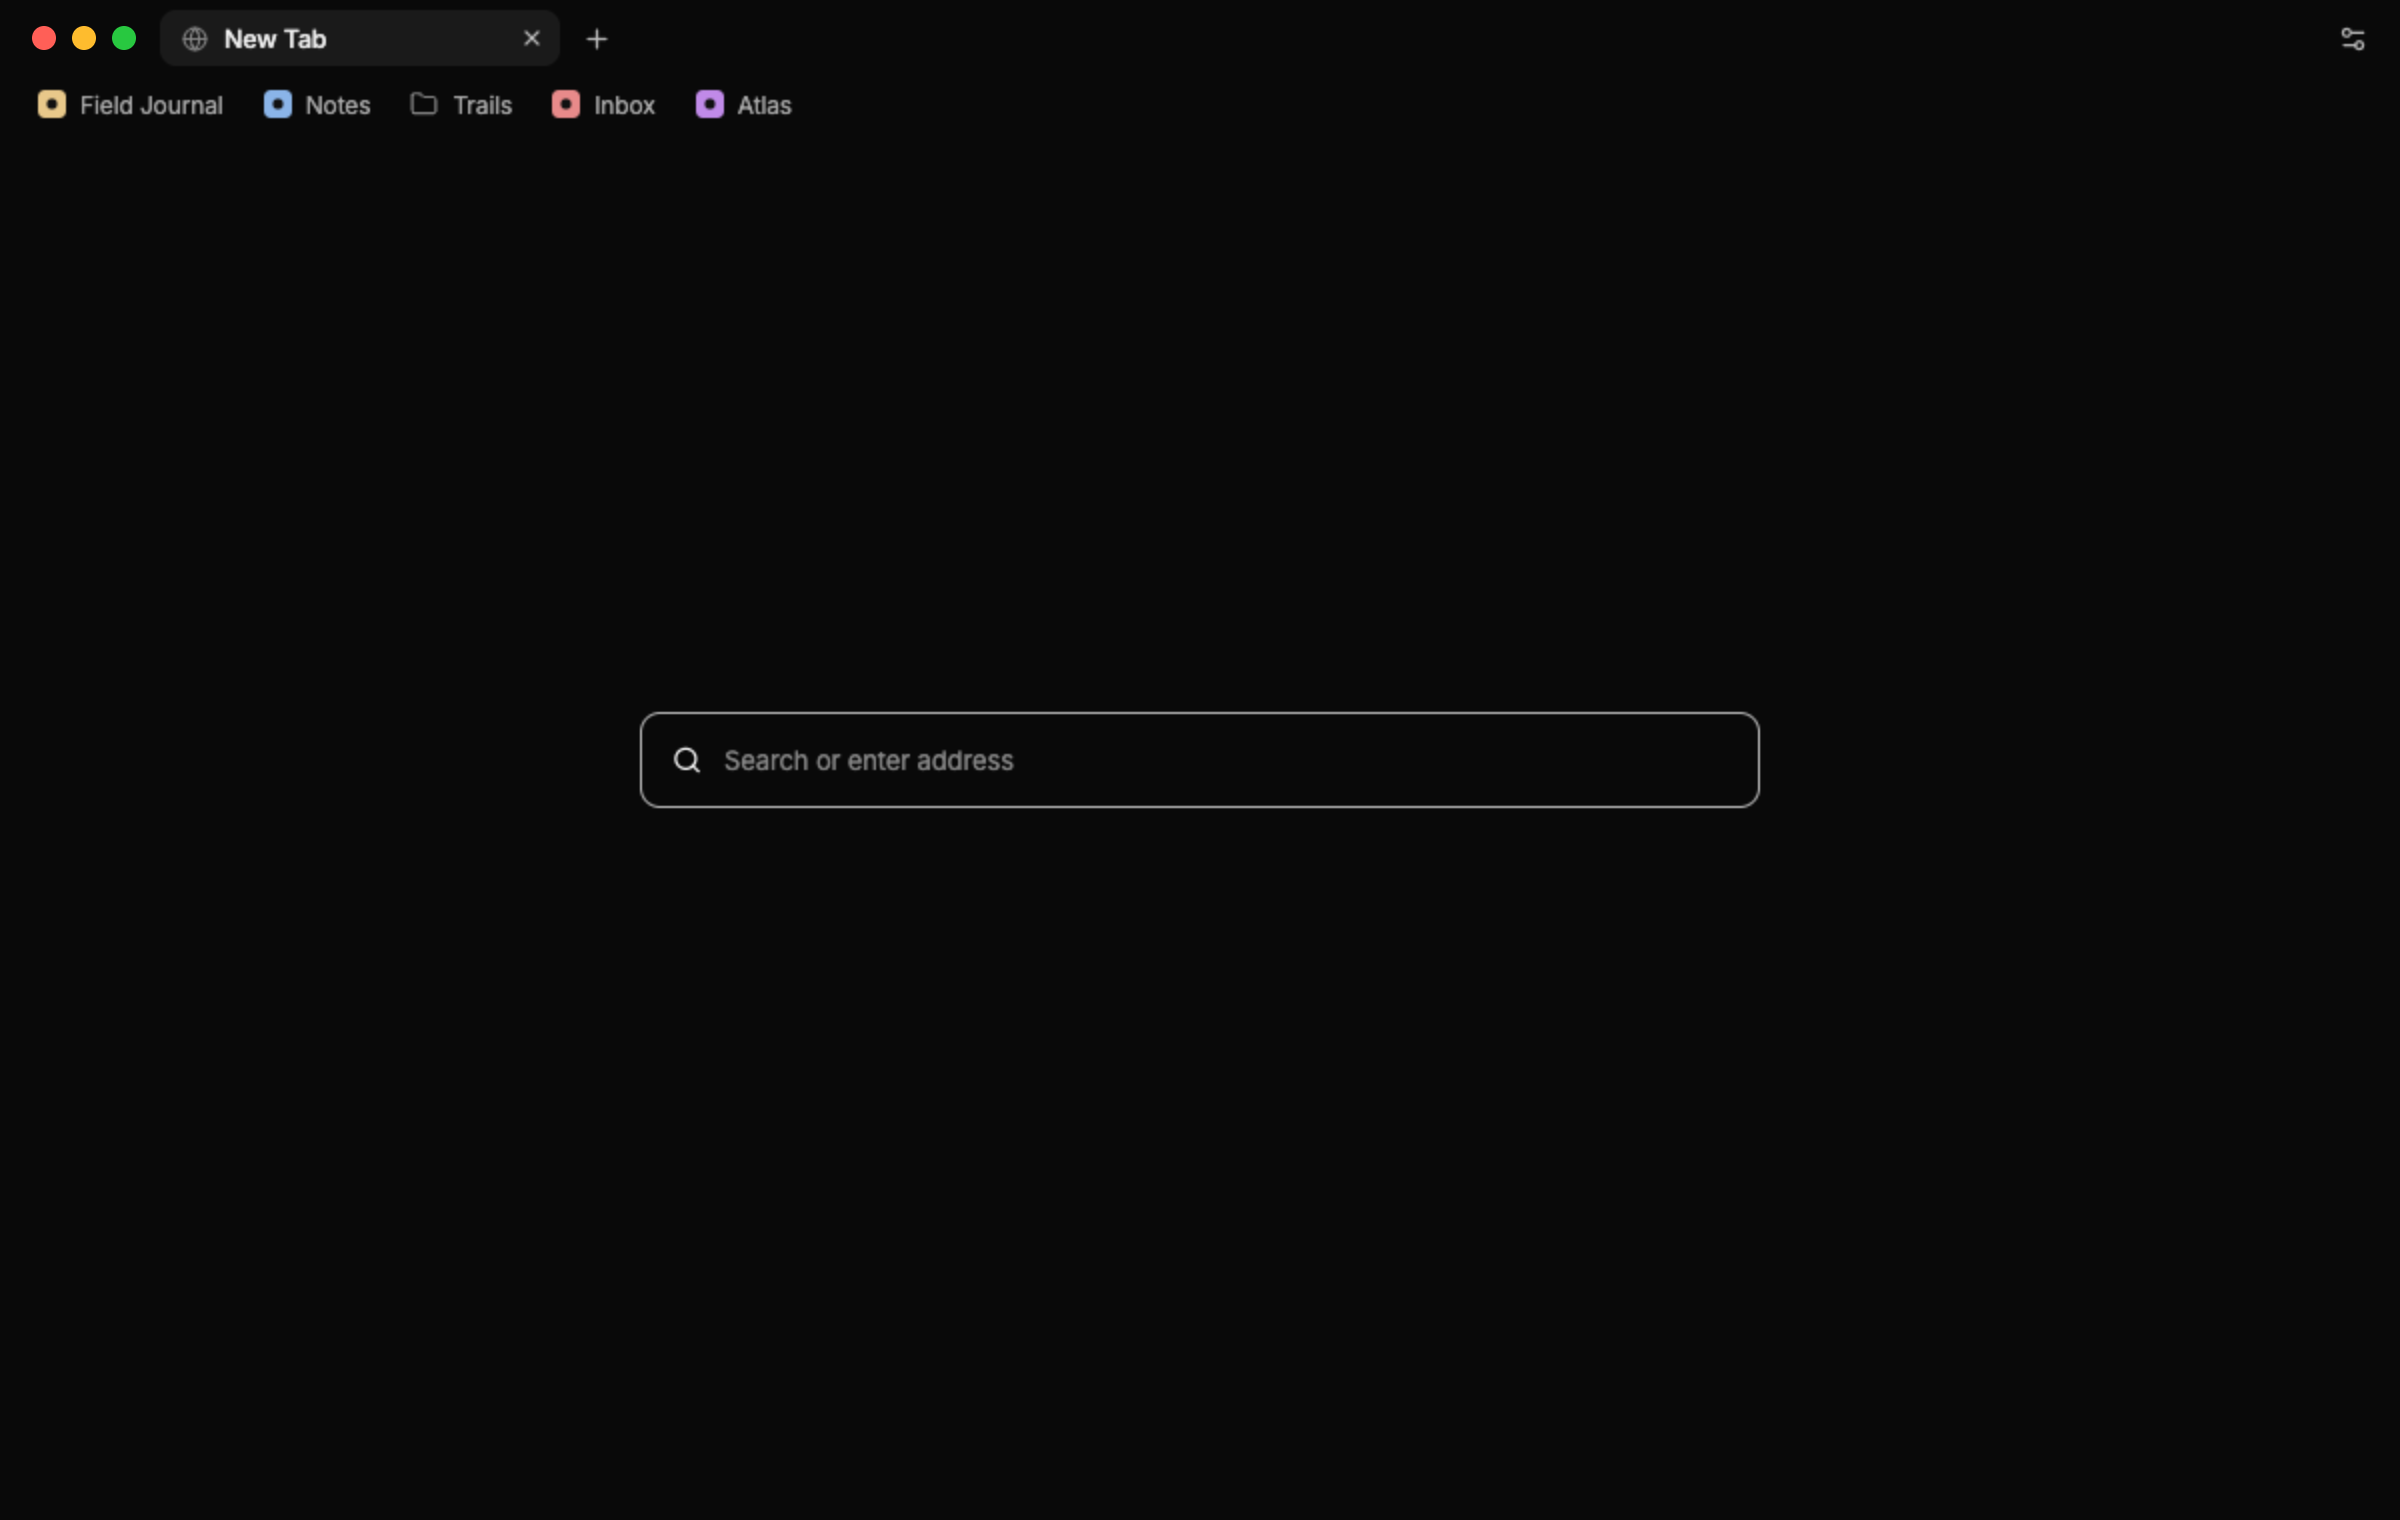 New Tab
Field Journal Notes Trails Inbox Atlas
Search or enter address